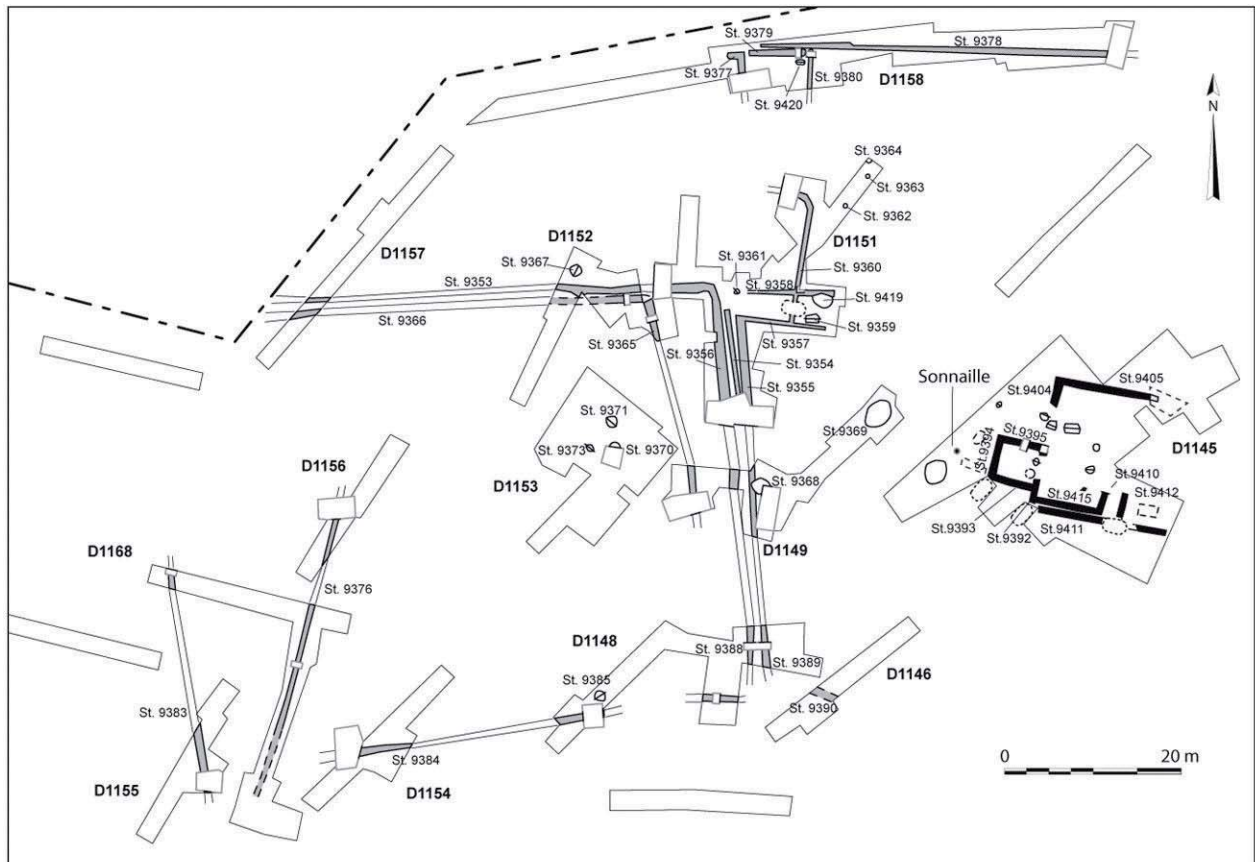 St. 9379
St. 9378
St. 9377
St. 9380
D1158
St. 9420
N
St. 9364
St. 9363
St. 9362
D1151
D1152
St. 9361
St. 9367
D1157
St. 9353
St. 9360
St. 9358
St. 9419
St. 9366
St. 9359
St. 9365
St. 9357
St. 9356
St. 9354
St. 9355
Sonnaille
St.9404
St.9405
St. 9371
St.9369
D1145
St.9394
St.9395
St. 9373
St. 9370
D1156
St.9410
D1153
St. 9368
St.9412
St.9415
St.9393
St.9392
St.9411
D1168
D1149
St. 9376
D1148
St. 9388
St. 9389
D1146
St. 9385
St. 9390
St. 9383
0 20 m
St. 9384
D1155
D1154